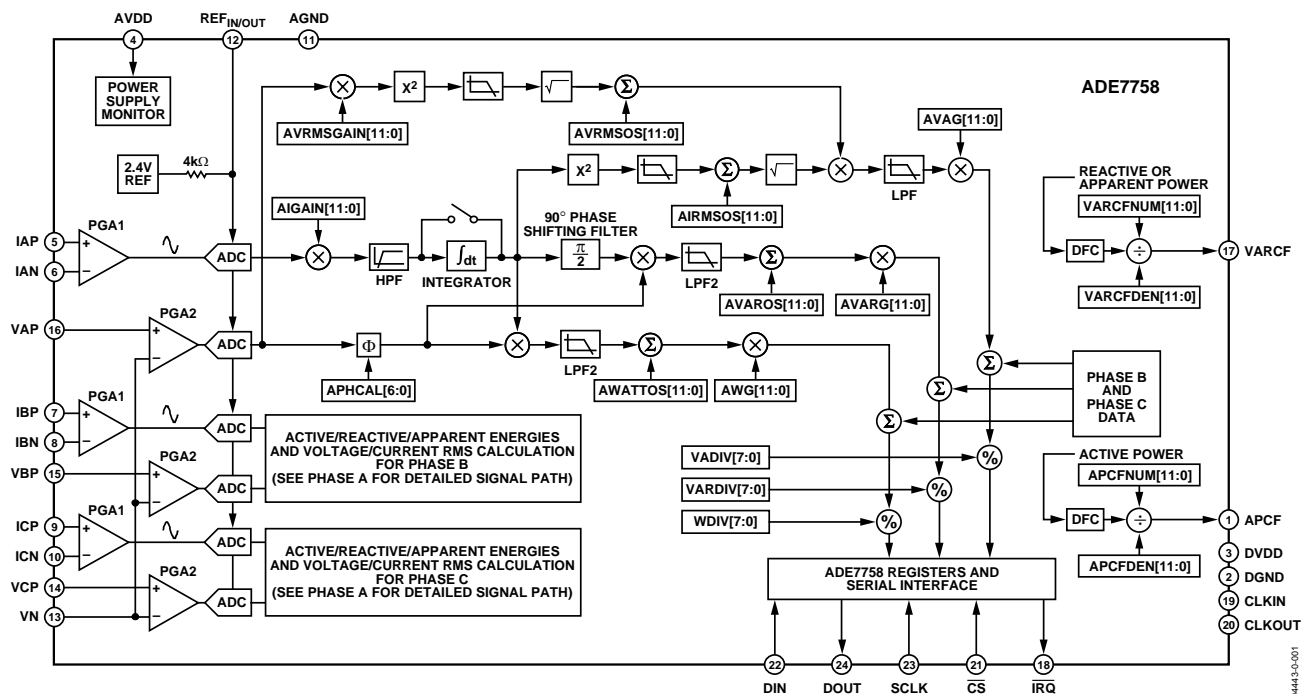 AVDD
REFIN/OUT
AGND
4
12
11
POWER
SUPPLY
MONITOR
ADE7758
X²
√
Σ
AVRMSGAIN[11:0]
AVRMSOS[11:0]
AVAG[11:0]
2.4V
REF
4kΩ
X²
Σ
√
LPF
AIRMSOS[11:0]
REACTIVE OR
APPARENT POWER
VARCFNUM[11:0]
DFC
÷
17
VARCF
VARCFDEN[11:0]
AIGAIN[11:0]
90° PHASE
SHIFTING FILTER
PGA1
IAP
5
+
IAN
6
−
ADC
HPF
∫dt
INTEGRATOR
π
2
LPF2
Σ
AVAROS[11:0]
AVARG[11:0]
VAP
16
PGA2
+
−
ADC
Φ
APHCAL[6:0]
LPF2
Σ
AWATTOS[11:0]
AWG[11:0]
Σ
Σ
Σ
PHASE B
AND
PHASE C
DATA
IBP
7
PGA1
+
IBN
8
−
ADC
VBP
15
PGA2
+
−
ADC
ACTIVE/REACTIVE/APPARENT ENERGIES
AND VOLTAGE/CURRENT RMS CALCULATION
FOR PHASE B
(SEE PHASE A FOR DETAILED SIGNAL PATH)
VADIV[7:0]
%
VARDIV[7:0]
%
WDIV[7:0]
%
ACTIVE POWER
APCFNUM[11:0]
DFC
÷
1
APCF
APCFDEN[11:0]
3
DVDD
2
DGND
19
CLKIN
20
CLKOUT
ICP
9
PGA1
+
ICN
10
−
ADC
VCP
14
PGA2
+
VN
13
−
ADC
ACTIVE/REACTIVE/APPARENT ENERGIES
AND VOLTAGE/CURRENT RMS CALCULATION
FOR PHASE C
(SEE PHASE A FOR DETAILED SIGNAL PATH)
ADE7758 REGISTERS AND
SERIAL INTERFACE
22
24
23
21
18
DIN
DOUT
SCLK
CS
IRQ